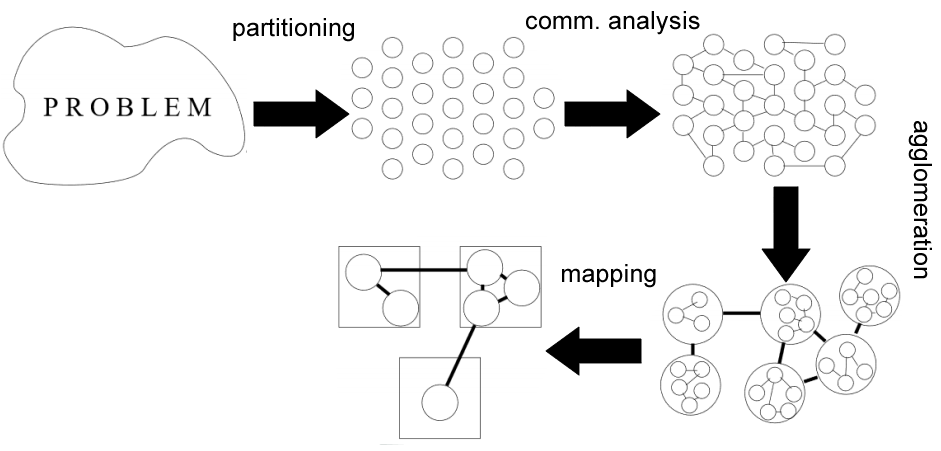 partitioning
comm. analysis
PROBLEM
agglomeration
mapping